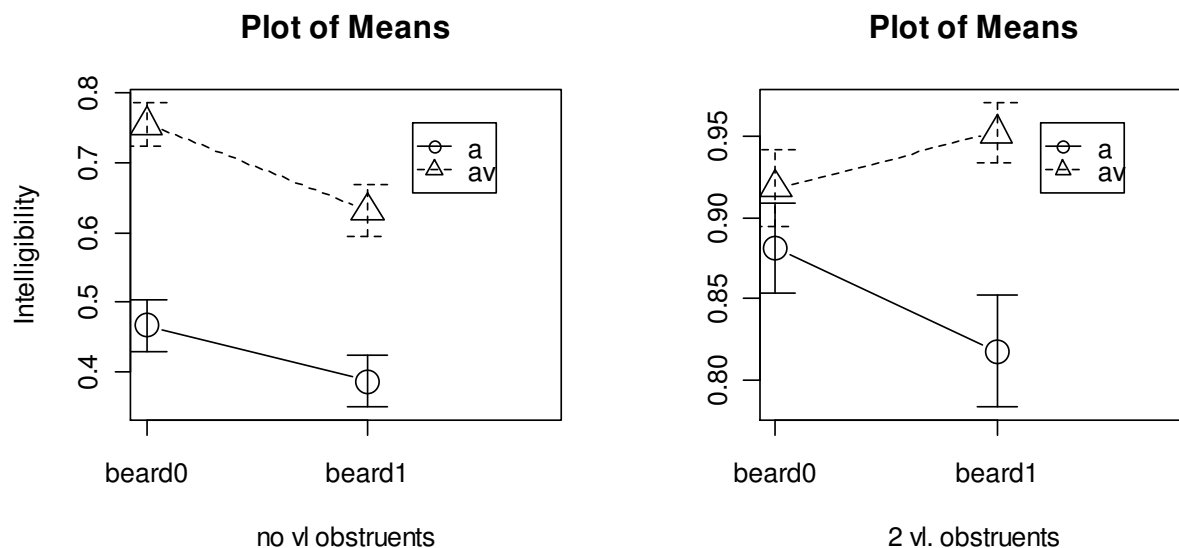 Plot of Means
Intelligibility
0.8
0.7
0.6
0.5
0.4
a
av
beard0
beard1
no vl obstruents
Plot of Means
0.95
0.90
0.85
0.80
a
av
beard0
beard1
2 vl. obstruents